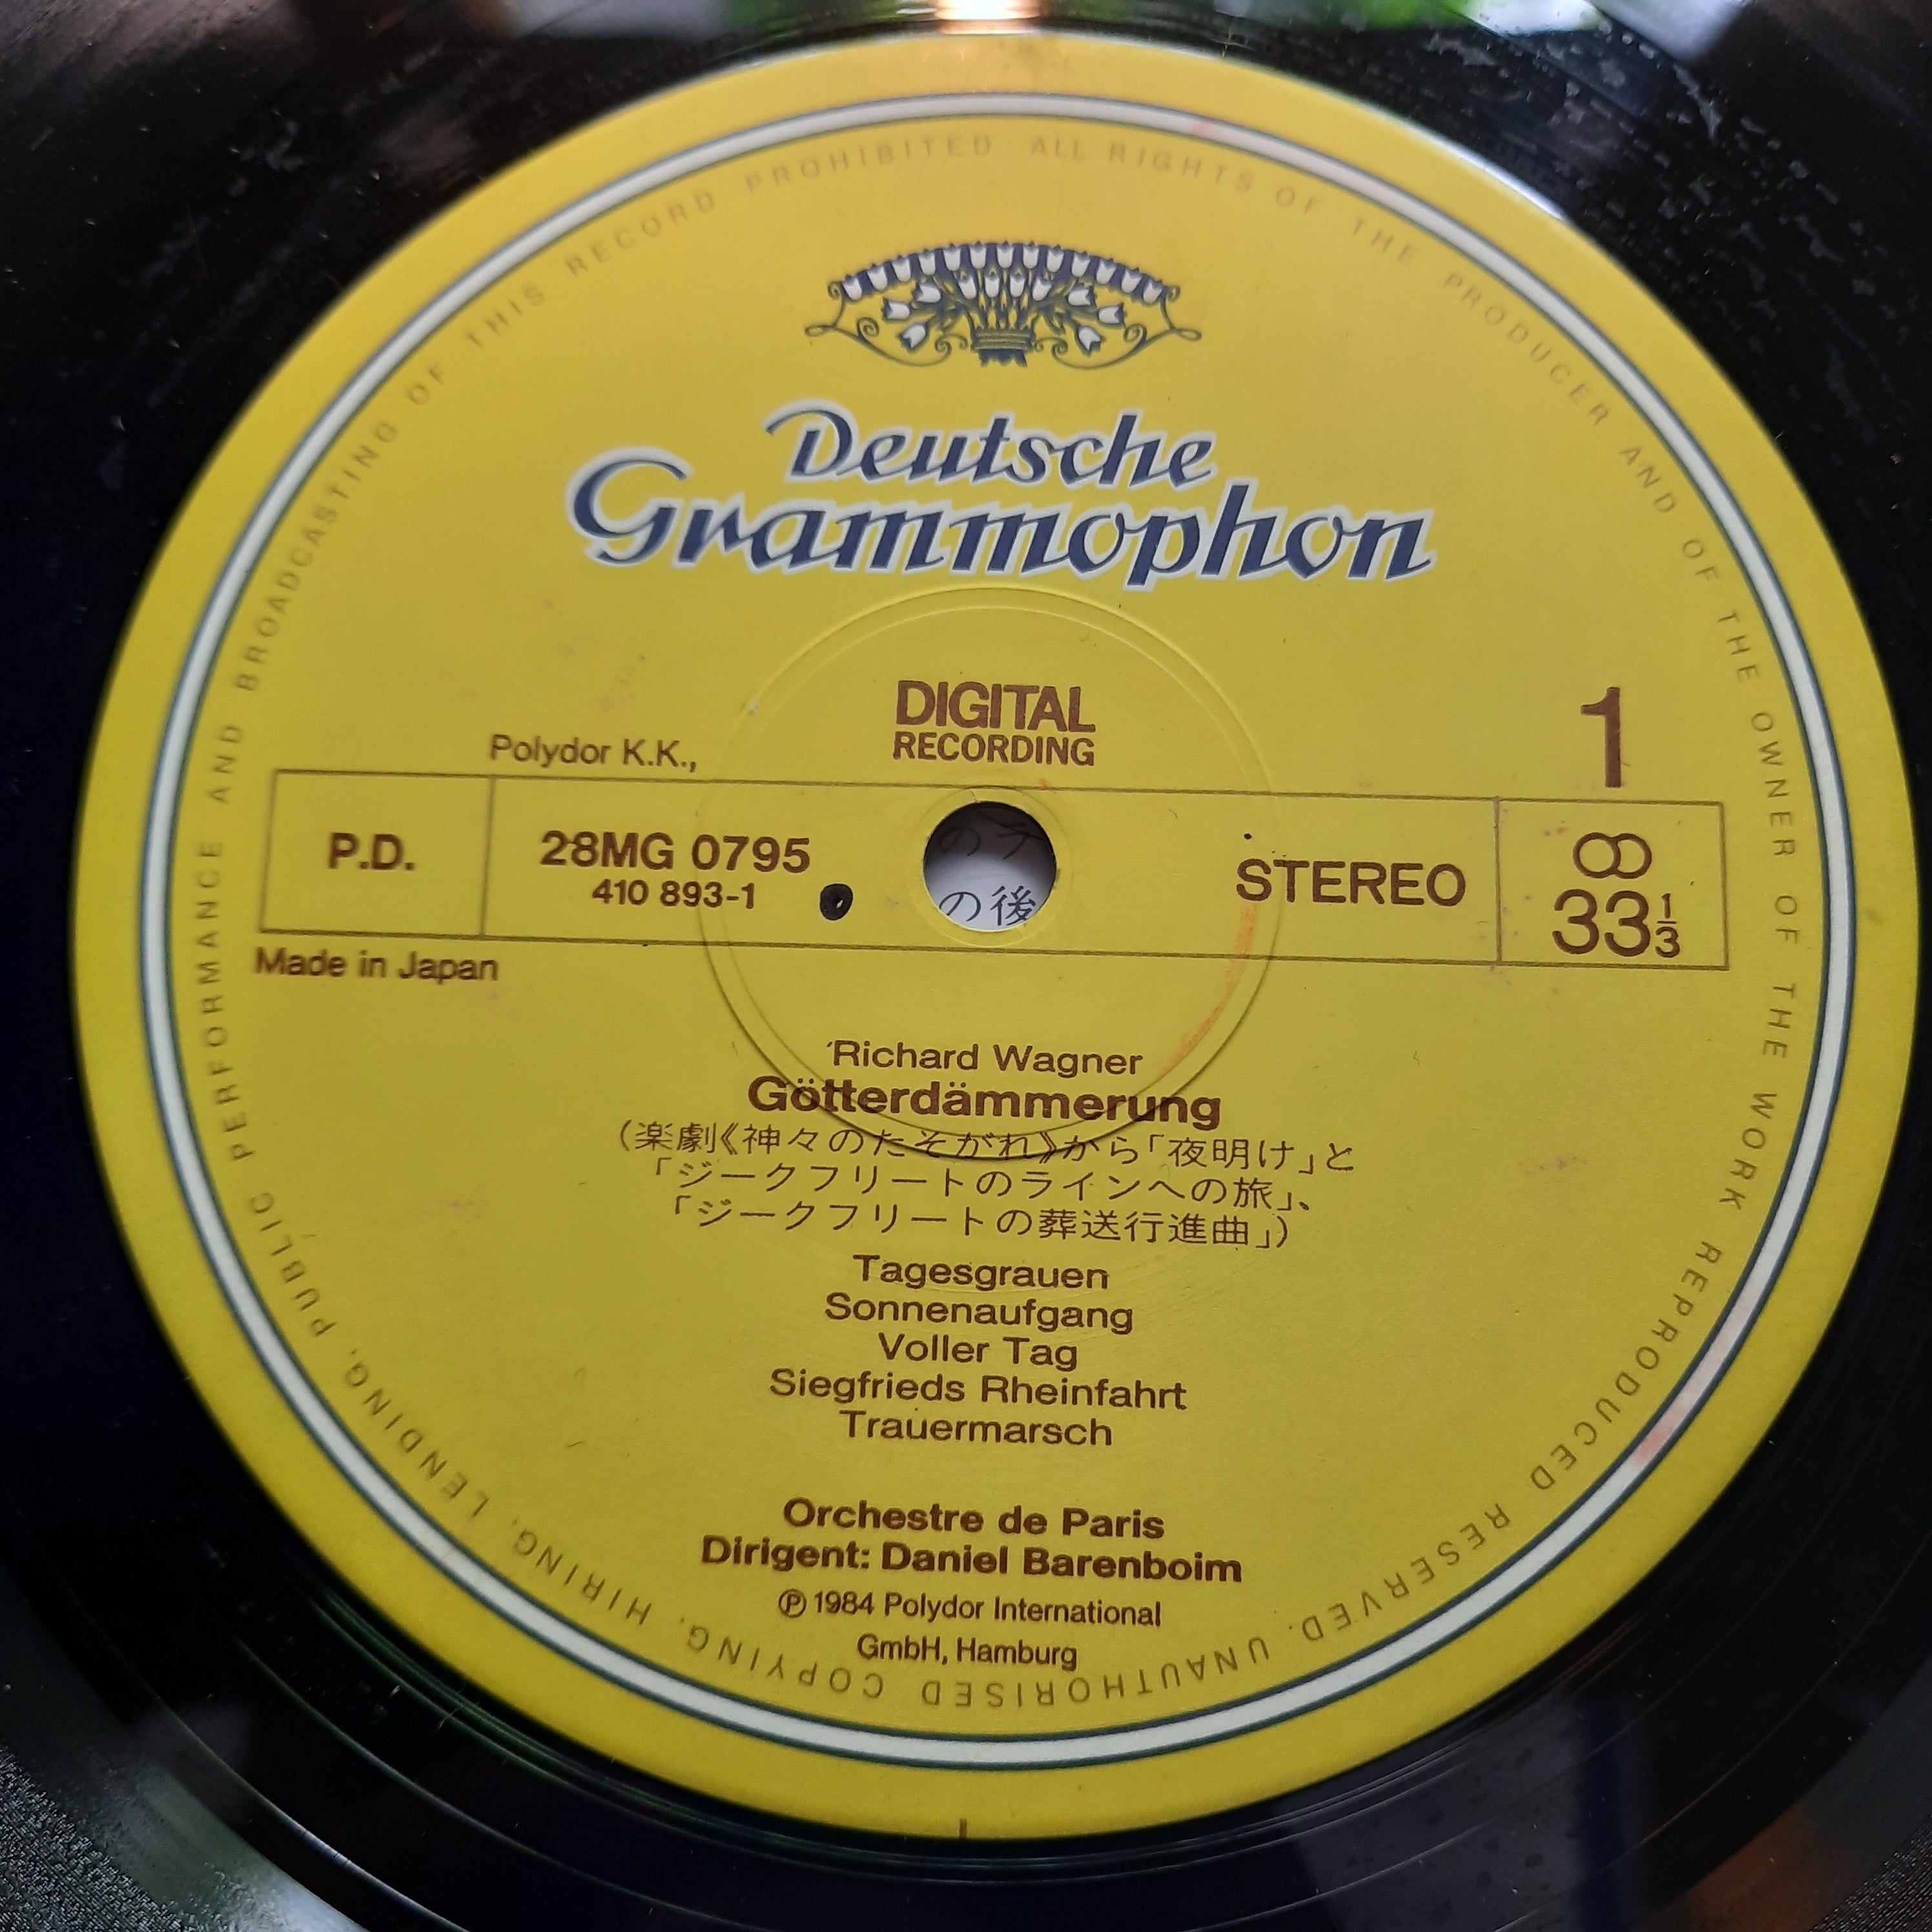 ALL RIGHTS OF THE PRODUCER AND OF THE OWNER OF THE WORK REPRODUCED RESERVED. UNAUTHORISED COPYING, HIRING, LENDING, PUBLIC PERFORMANCE AND BROADCASTING OF THIS RECORD PROHIBITED ·
Deutsche
Grammophon
DIGITAL
RECORDING
1
Polydor K.K.,
P.D.
28MG 0795
410 893-1
STEREO
33⅓
の後
Made in Japan
Richard Wagner
Götterdämmerung
(楽劇《神々のたそがれ》から「夜明け」と
「ジークフリートのラインへの旅」、
「ジークフリートの葬送行進曲」)
Tagesgrauen
Sonnenaufgang
Voller Tag
Siegfrieds Rheinfahrt
Trauermarsch
Orchestre de Paris
Dirigent: Daniel Barenboim
℗ 1984 Polydor International
GmbH, Hamburg